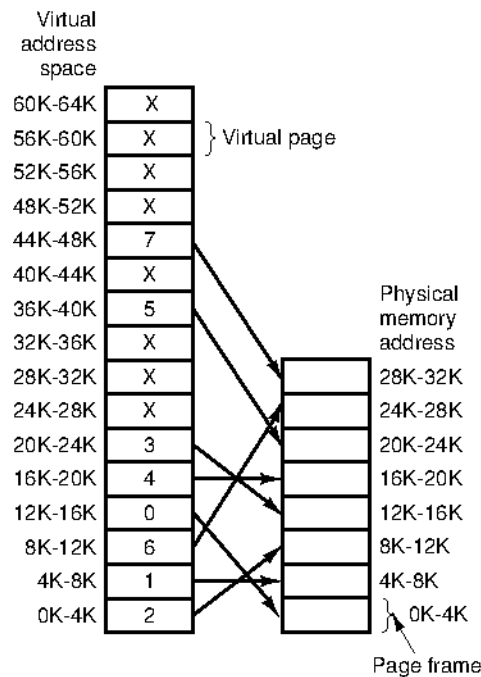 Virtual
address
space
60K-64K X
56K-60K X } Virtual page
52K-56K X
48K-52K X
44K-48K 7
40K-44K X
36K-40K 5
32K-36K X
28K-32K X
24K-28K X
20K-24K 3
16K-20K 4
12K-16K 0
8K-12K 6
4K-8K 1
0K-4K 2
Physical
memory
address
28K-32K
24K-28K
20K-24K
16K-20K
12K-16K
8K-12K
4K-8K
} 0K-4K
Page frame